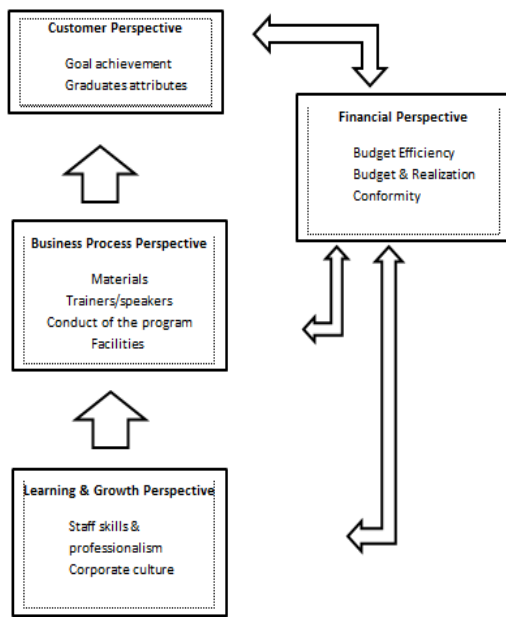 Customer Perspective
Goal achievement
Graduates attributes
Financial Perspective
Budget Efficiency
Budget & Realization
Conformity
Business Process Perspective
Materials
Trainers/speakers
Conduct of the program
Facilities
Learning & Growth Perspective
Staff skills &
professionalism
Corporate culture